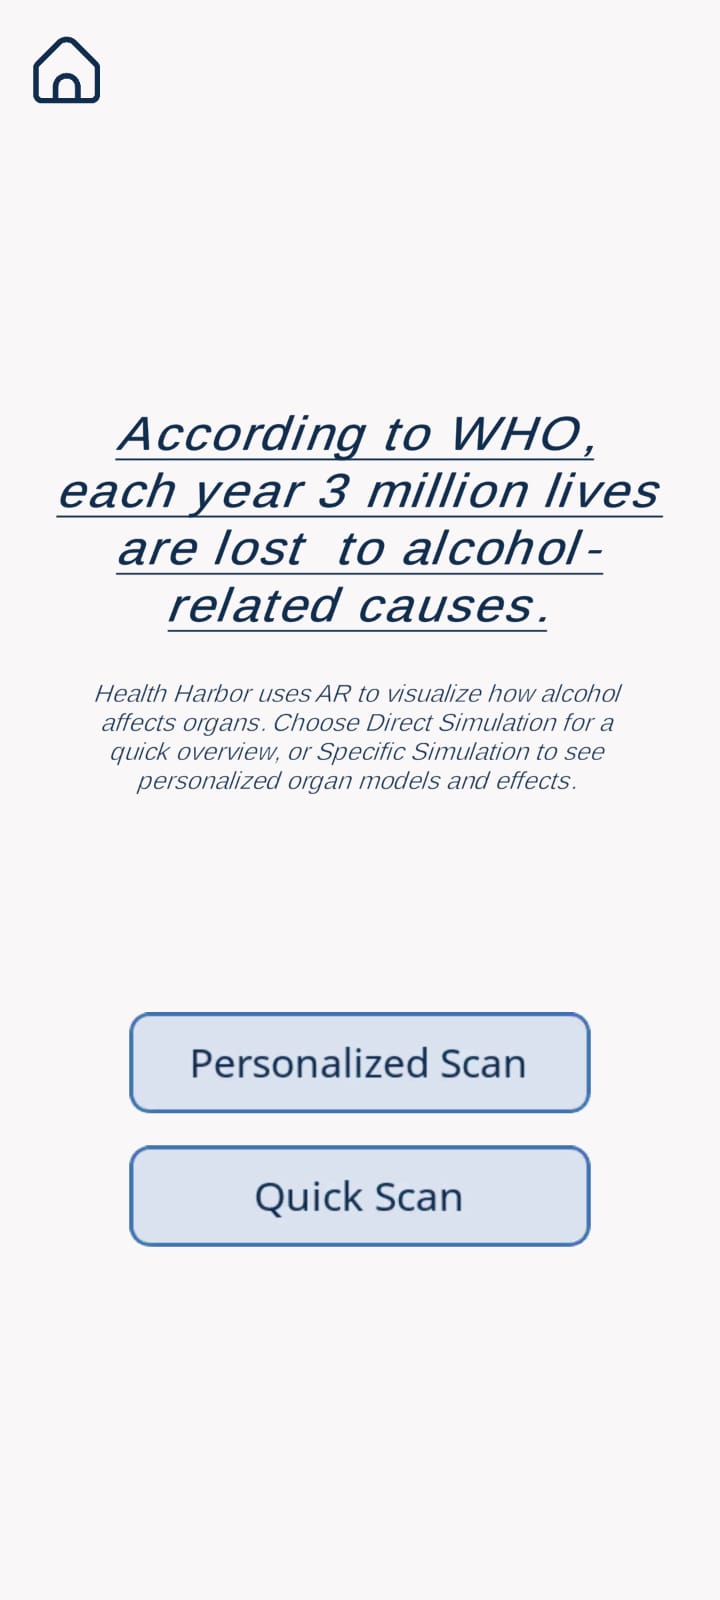 According to WHO,
each year 3 million lives
are lost  to alcohol-
related causes.
Health Harbor uses AR to visualize how alcohol
affects organs. Choose Direct Simulation for a
quick overview, or Specific Simulation to see
personalized organ models and effects.
Personalized Scan
Quick Scan